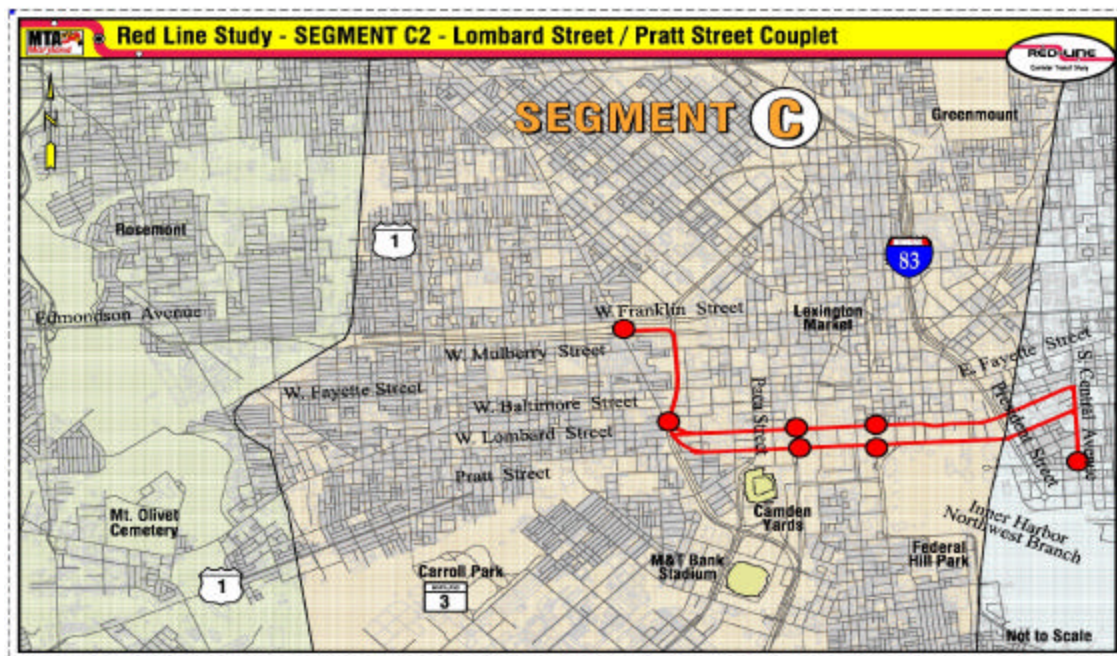 MTA
Maryland
Red Line Study - SEGMENT C2 - Lombard Street / Pratt Street Couplet
RED LINE
Corridor Transit Study
SEGMENT C
Greenmount
Rosemont
1
83
Edmondson Avenue
W. Franklin Street
Lexington
Market
W. Mulberry Street
E. Fayette Street
W. Fayette Street
S. Central Avenue
W. Baltimore Street
Paca Street
President Street
W. Lombard Street
Pratt Street
Mt. Olivet
Cemetery
Camden
Yards
Inner Harbor
Northwest Branch
M&T Bank
Stadium
Federal
Hill Park
Carroll Park
1
3
Not to Scale